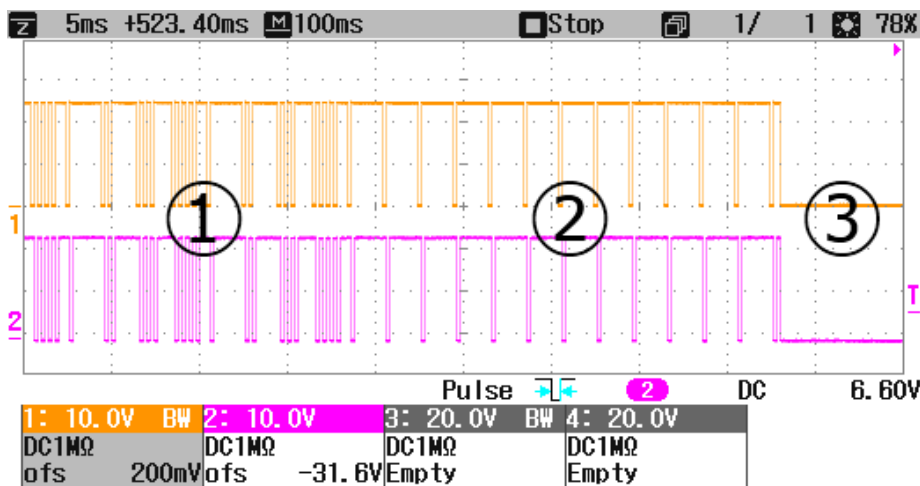 Z 5ms +523.40ms M 100ms Stop 1/ 1 78%
① ② ③
1
2
T
Pulse 2 DC 6.60V
1: 10.0V BW 2: 10.0V 3: 20.0V BW 4: 20.0V
DC1MΩ DC1MΩ DC1MΩ DC1MΩ
ofs 200mV ofs -31.6V Empty Empty